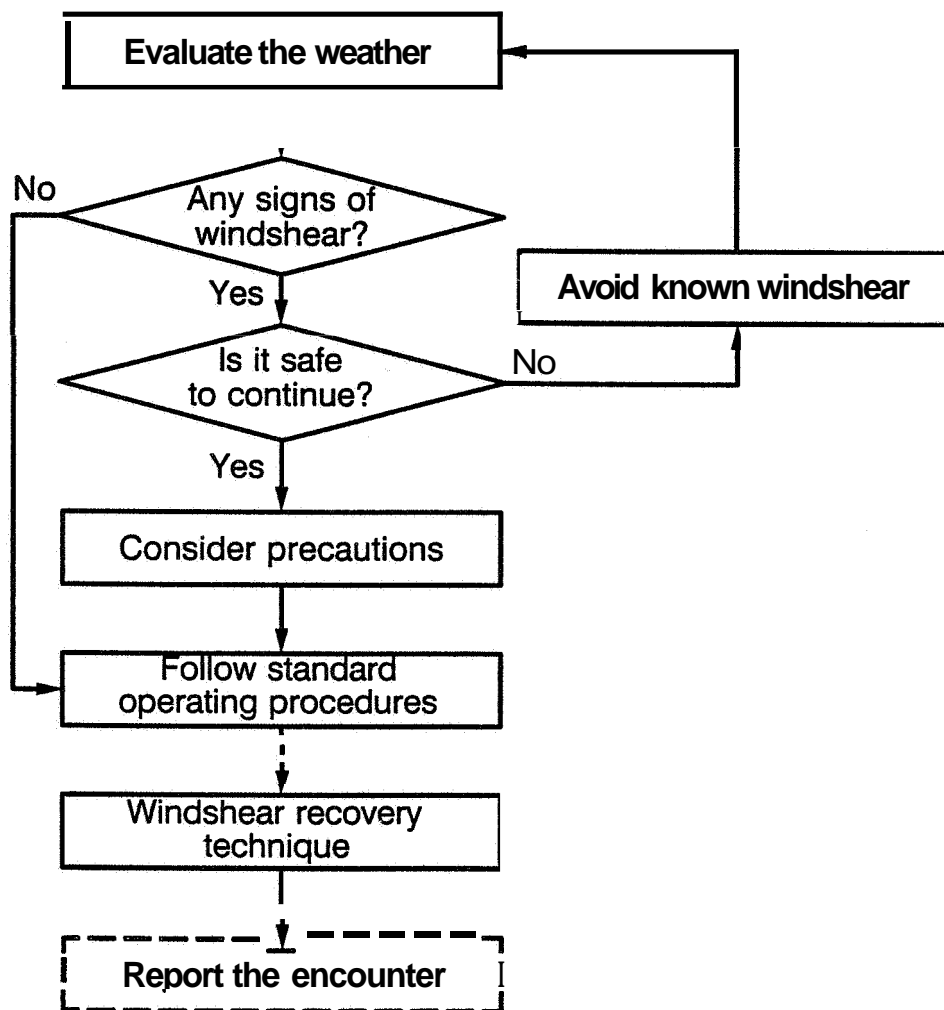 Evaluate the weather
No
Any signs of
windshear?
Yes
Avoid known windshear
Is it safe
to continue?
No
Yes
Consider precautions
Follow standard
operating procedures
Windshear recovery
technique
Report the encounter